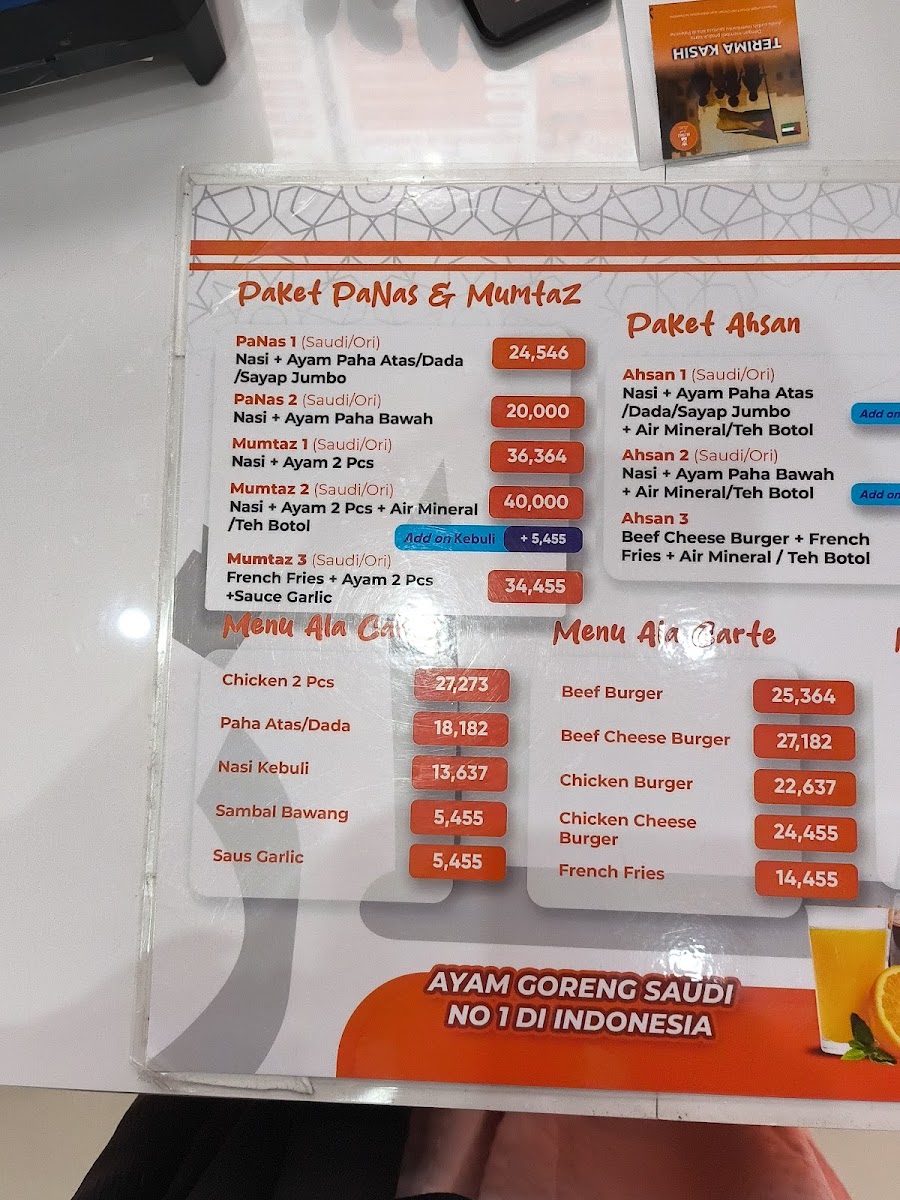 TERIMA KASIH
Paket PaNas & Mumtaz
PaNas 1 (Saudi/Ori)
Nasi + Ayam Paha Atas/Dada
/Sayap Jumbo
24,546
PaNas 2 (Saudi/Ori)
Nasi + Ayam Paha Bawah
20,000
Mumtaz 1 (Saudi/Ori)
Nasi + Ayam 2 Pcs
36,364
Mumtaz 2 (Saudi/Ori)
Nasi + Ayam 2 Pcs + Air Mineral
/Teh Botol
40,000
Add on Kebuli + 5,455
Mumtaz 3 (Saudi/Ori)
French Fries + Ayam 2 Pcs
+Sauce Garlic
34,455
Paket Ahsan
Ahsan 1 (Saudi/Ori)
Nasi + Ayam Paha Atas
/Dada/Sayap Jumbo
+ Air Mineral/Teh Botol
Add on
Ahsan 2 (Saudi/Ori)
Nasi + Ayam Paha Bawah
+ Air Mineral/Teh Botol
Add on
Ahsan 3
Beef Cheese Burger + French
Fries + Air Mineral / Teh Botol
Menu Ala Ca
Chicken 2 Pcs 27,273
Paha Atas/Dada 18,182
Nasi Kebuli 13,637
Sambal Bawang 5,455
Saus Garlic 5,455
Menu Ala Carte
Beef Burger 25,364
Beef Cheese Burger 27,182
Chicken Burger 22,637
Chicken Cheese
Burger
24,455
French Fries 14,455
AYAM GORENG SAUDI
NO 1 DI INDONESIA